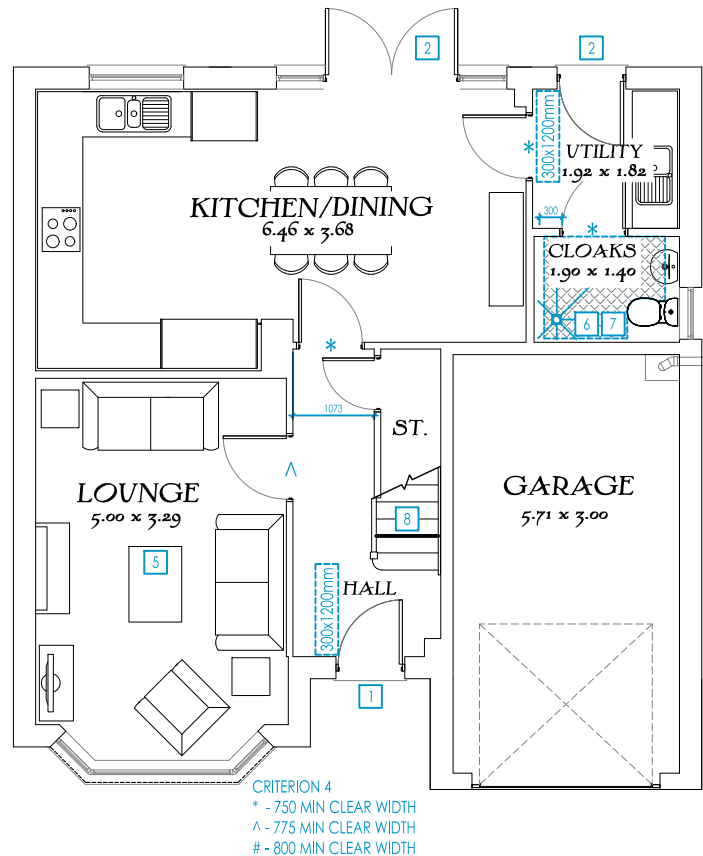 2
2
300x1200mm
*
UTILITY
1.92 x 1.82
KITCHEN/DINING
6.46 x 3.68
300
*
CLOAKS
1.90 x 1.40
6
7
*
1073
ST.
^
LOUNGE
5.00 x 3.29
GARAGE
5.71 x 3.00
8
5
300x1200mm
HALL
1
CRITERION 4
* - 750 MIN CLEAR WIDTH
^ - 775 MIN CLEAR WIDTH
# - 800 MIN CLEAR WIDTH